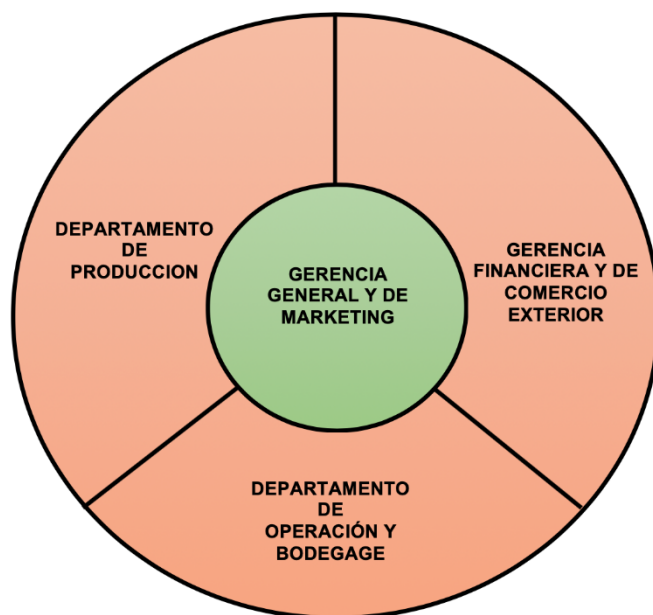 DEPARTAMENTO
DE
PRODUCCION
GERENCIA
GENERAL Y DE
MARKETING
GERENCIA
FINANCIERA Y DE
COMERCIO
EXTERIOR
DEPARTAMENTO
DE
OPERACIÓN Y
BODEGAGE